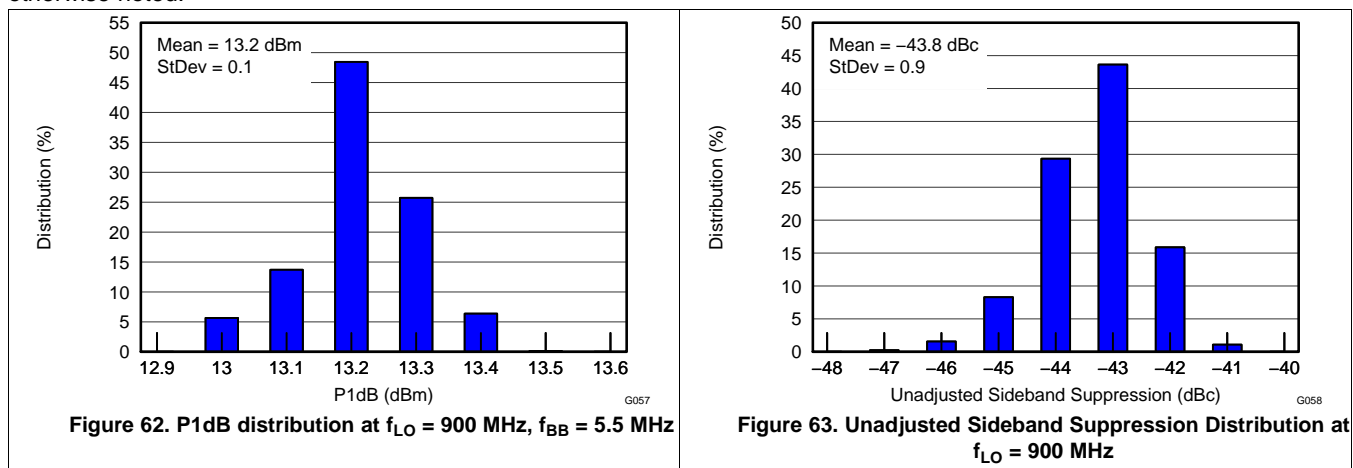 otherwise noted.
55
50
45
40
35
30
25
20
15
10
5
0
Distribution (%)
Mean = 13.2 dBm
StDev = 0.1
12.9 13 13.1 13.2 13.3 13.4 13.5 13.6
P1dB (dBm)
G057
Figure 62. P1dB distribution at fLO = 900 MHz, fBB = 5.5 MHz
50
45
40
35
30
25
20
15
10
5
0
Distribution (%)
Mean = −43.8 dBc
StDev = 0.9
−48 −47 −46 −45 −44 −43 −42 −41 −40
Unadjusted Sideband Suppression (dBc)
G058
Figure 63. Unadjusted Sideband Suppression Distribution at
fLO = 900 MHz